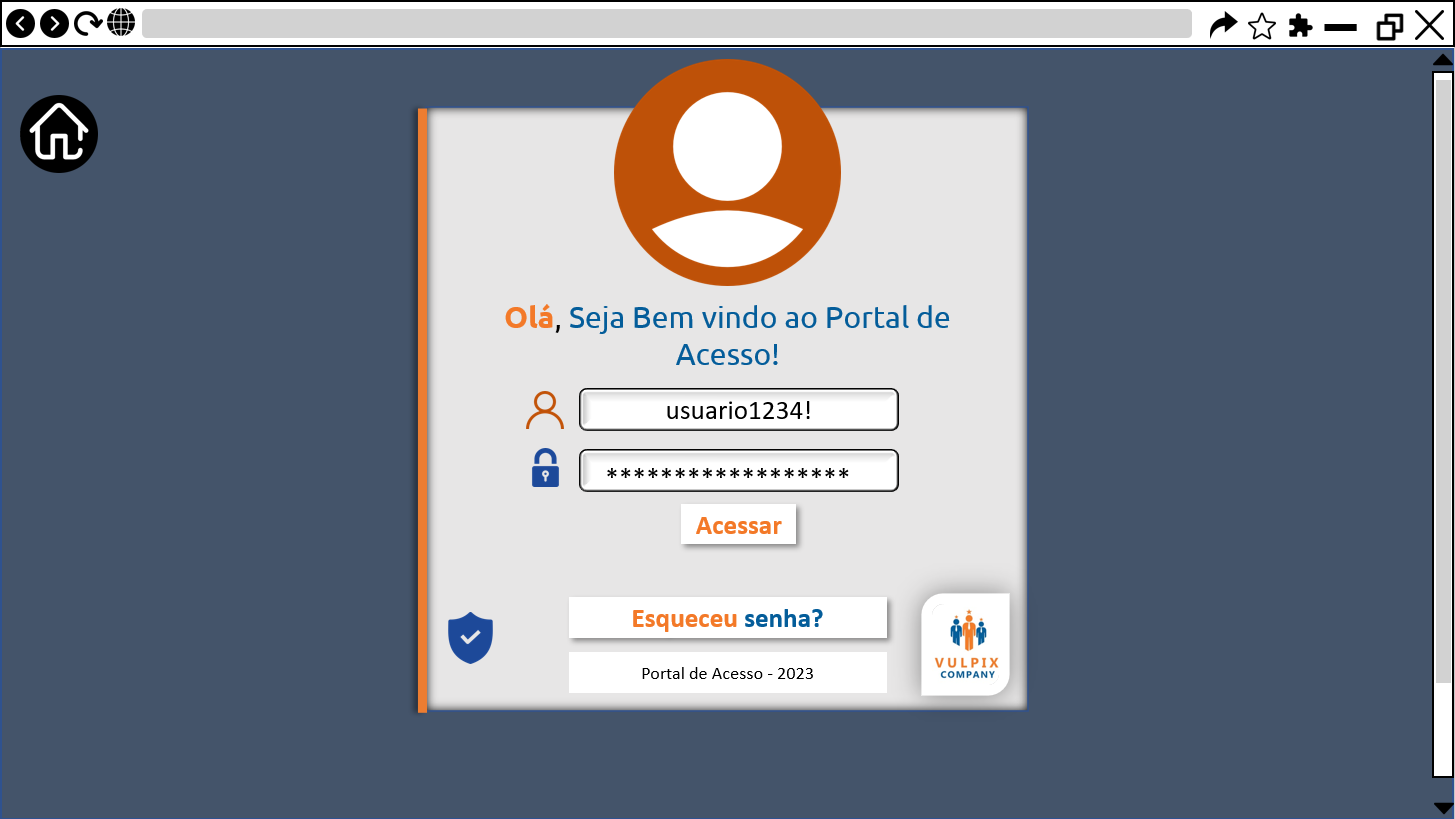 Olá, Seja Bem vindo ao Portal de
Acesso!
usuario1234!
******************
Acessar
Esqueceu senha?
Portal de Acesso - 2023
VULPIX
COMPANY